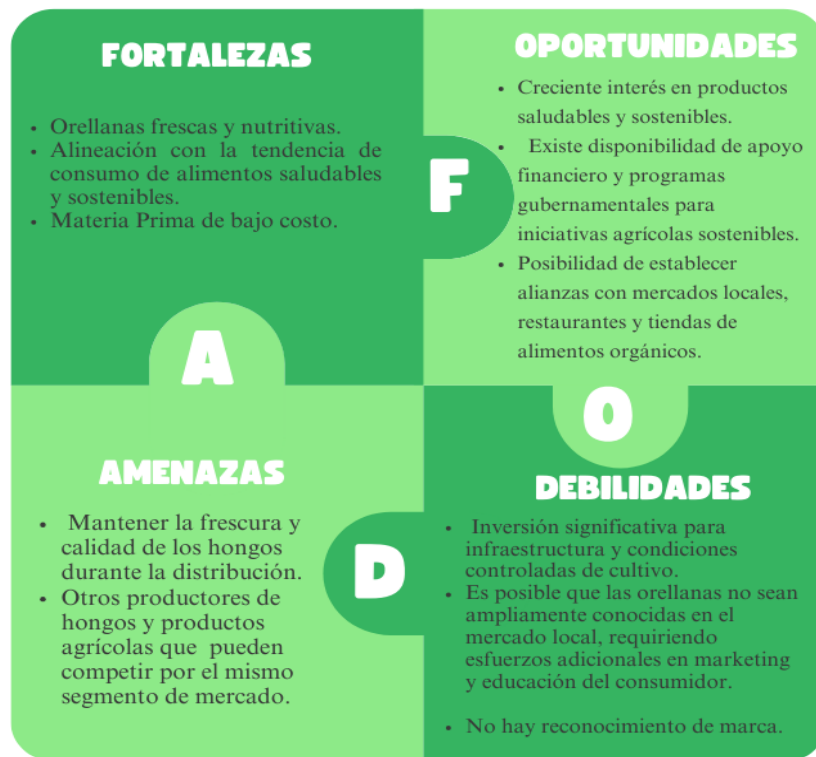 FORTALEZAS
• Orellanas frescas y nutritivas.
• Alineación con la tendencia de
consumo de alimentos saludables
y sostenibles.
• Materia Prima de bajo costo.
F
OPORTUNIDADES
• Creciente interés en productos
saludables y sostenibles.
• Existe disponibilidad de apoyo
financiero y programas
gubernamentales para
iniciativas agrícolas sostenibles.
• Posibilidad de establecer
alianzas con mercados locales,
restaurantes y tiendas de
alimentos orgánicos.
A
AMENAZAS
• Mantener la frescura y
calidad de los hongos
durante la distribución.
• Otros productores de
hongos y productos
agrícolas que pueden
competir por el mismo
segmento de mercado.
D
O
DEBILIDADES
• Inversión significativa para
infraestructura y condiciones
controladas de cultivo.
• Es posible que las orellanas no sean
ampliamente conocidas en el
mercado local, requiriendo
esfuerzos adicionales en marketing
y educación del consumidor.
• No hay reconocimiento de marca.